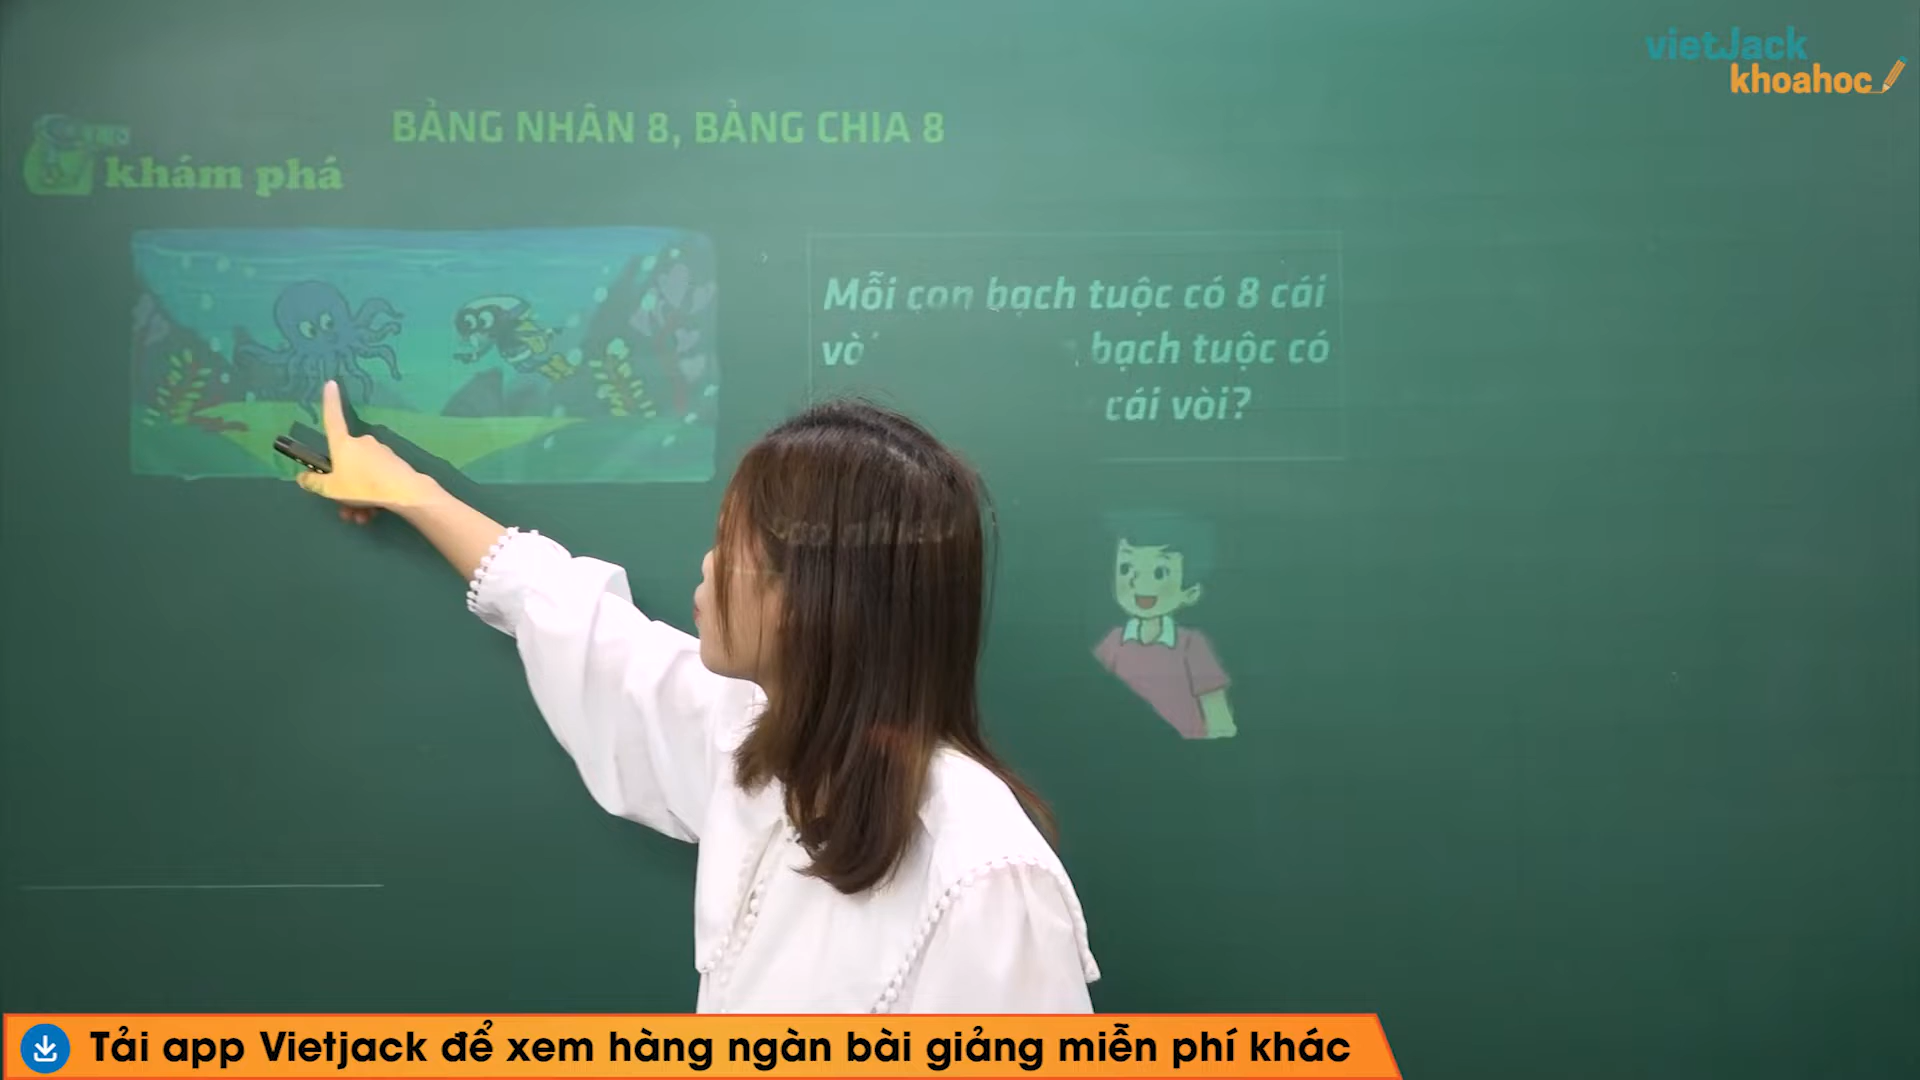 vietJack
khoahoc
BẢNG NHÂN 8, BẢNG CHIA 8
khám phá
Mỗi con bạch tuộc có 8 cái
bạch tuộc có
cái vòi?
Tải app Vietjack để xem hàng ngàn bài giảng miễn phí khác